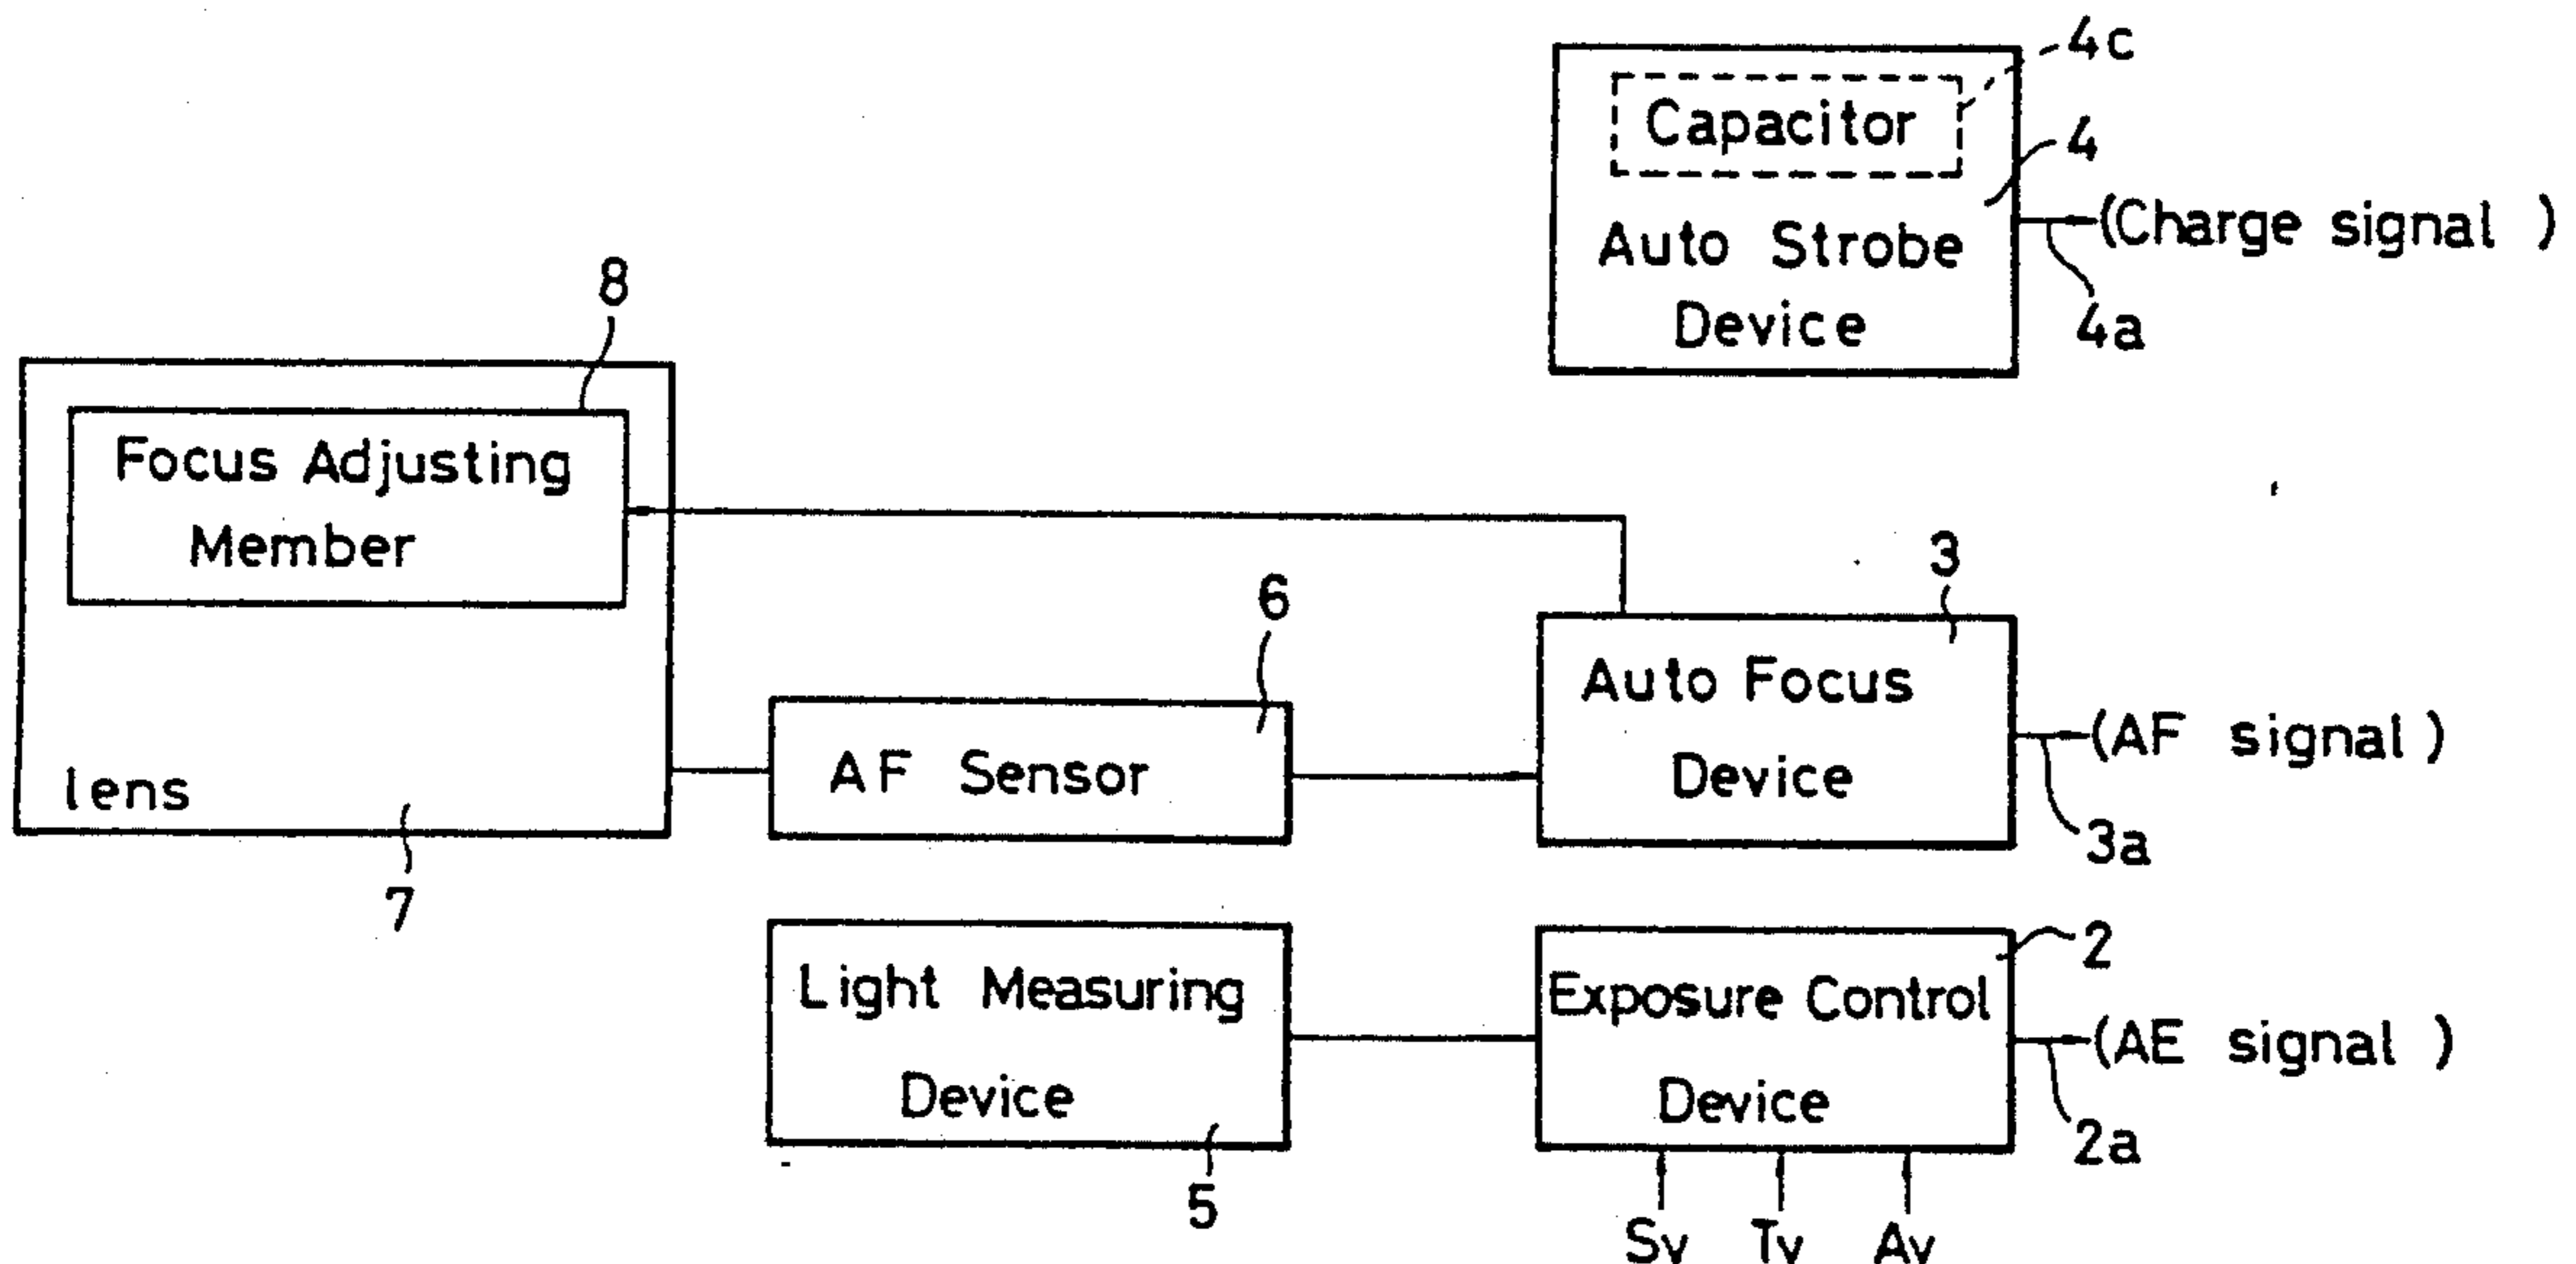 4c
Capacitor
4
Auto Strobe
Device
(Charge signal )
4a
8
Focus Adjusting
Member
lens
7
6
AF Sensor
3
Auto Focus
Device
(AF signal)
3a
Light Measuring
Device
5
2
Exposure Control
Device
(AE signal )
2a
Sv Tv Av